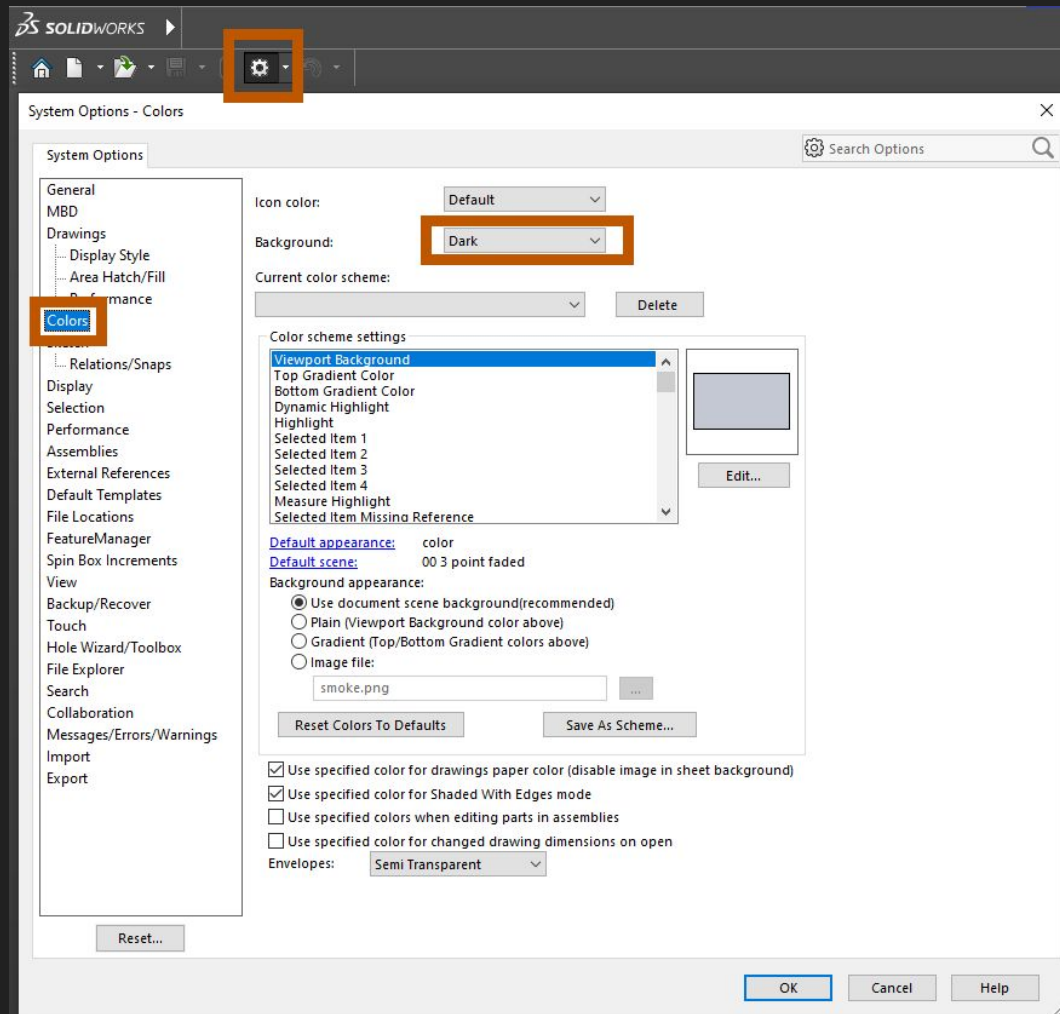 3S SOLIDWORKS
System Options - Colors
System Options
Search Options
General
MBD
Drawings
Display Style
Area Hatch/Fill
Performance
Colors
Relations/Snaps
Display
Selection
Performance
Assemblies
External References
Default Templates
File Locations
FeatureManager
Spin Box Increments
View
Backup/Recover
Touch
Hole Wizard/Toolbox
File Explorer
Search
Collaboration
Messages/Errors/Warnings
Import
Export
Reset...
Icon color: Default
Background: Dark
Current color scheme:
Delete
Color scheme settings
Viewport Background
Top Gradient Color
Bottom Gradient Color
Dynamic Highlight
Highlight
Selected Item 1
Selected Item 2
Selected Item 3
Selected Item 4
Measure Highlight
Selected Item Missing Reference
Edit...
Default appearance: color
Default scene: 00 3 point faded
Background appearance:
Use document scene background(recommended)
Plain (Viewport Background color above)
Gradient (Top/Bottom Gradient colors above)
Image file:
smoke.png ...
Reset Colors To Defaults Save As Scheme...
Use specified color for drawings paper color (disable image in sheet background)
Use specified color for Shaded With Edges mode
Use specified colors when editing parts in assemblies
Use specified color for changed drawing dimensions on open
Envelopes: Semi Transparent
OK Cancel Help